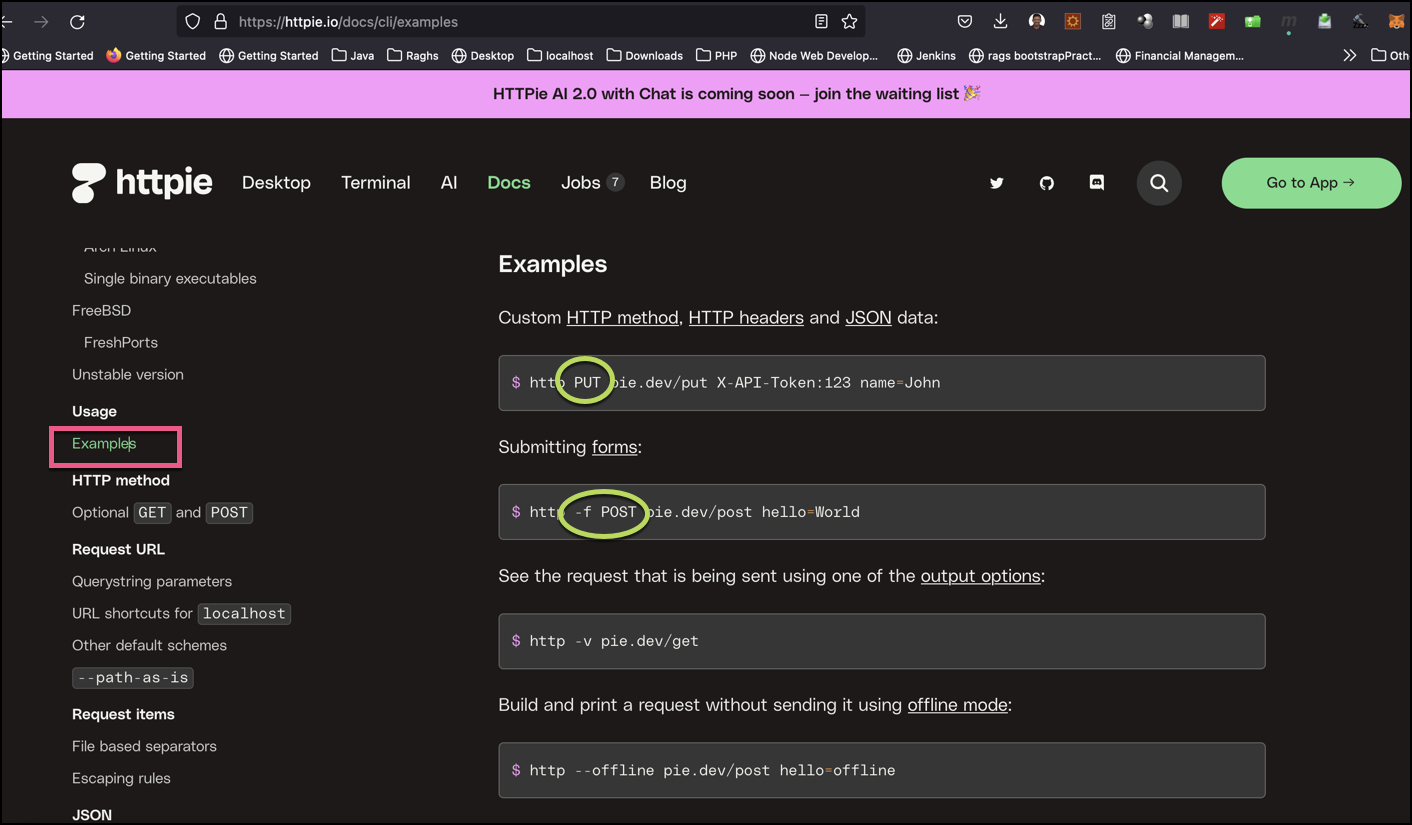 https://httpie.io/docs/cli/examples
Getting Started
Getting Started
Getting Started
Java
Raghs
Desktop
localhost
Downloads
PHP
Node Web Develop...
Jenkins
rags bootstrapPract...
Financial Managem...
Oth
HTTPie AI 2.0 with Chat is coming soon — join the waiting list 🎉
httpie
Desktop
Terminal
AI
Docs
Jobs 7
Blog
Go to App →
Arch Linux
Single binary executables
FreeBSD
FreshPorts
Unstable version
Usage
Examples
HTTP method
Optional GET and POST
Request URL
Querystring parameters
URL shortcuts for localhost
Other default schemes
--path-as-is
Request items
File based separators
Escaping rules
JSON
Examples
Custom HTTP method, HTTP headers and JSON data:
$ http PUT pie.dev/put X-API-Token:123 name=John
Submitting forms:
$ http -f POST pie.dev/post hello=World
See the request that is being sent using one of the output options:
$ http -v pie.dev/get
Build and print a request without sending it using offline mode:
$ http --offline pie.dev/post hello=offline